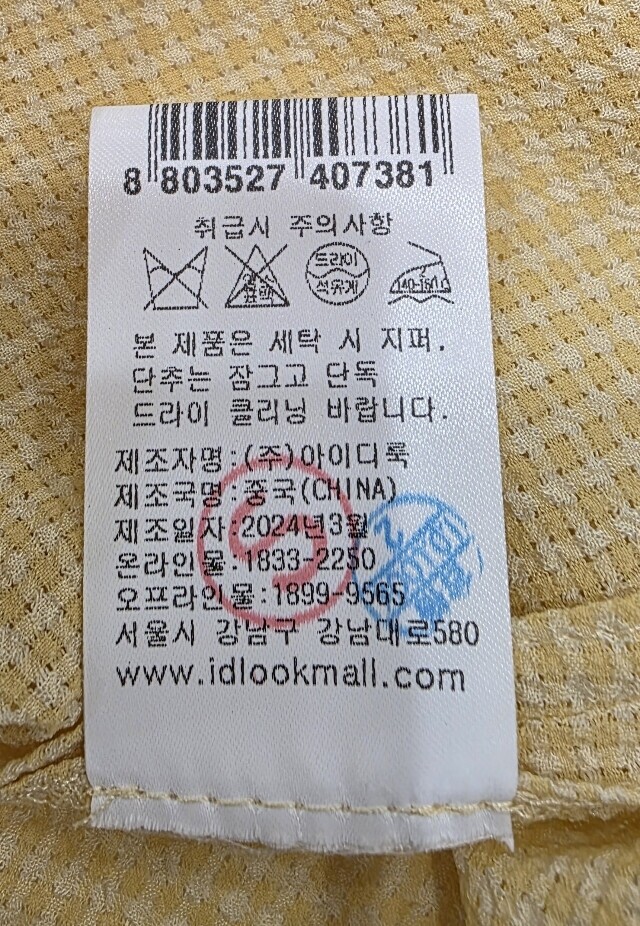 8 803527 407381
취급시 주의사항
드라이
석유계
염소
표백
140-160℃
본 제품은 세탁 시 지퍼.
단추는 잠그고 단독
드라이 클리닝 바랍니다.
제조자명:(주)아이디룩
제조국명:중국(CHINA)
제조일자:2024년3월
온라인몰:1833-2250
오프라인몰:1899-9565
서울시 강남구 강남대로580
www.idlookmall.com